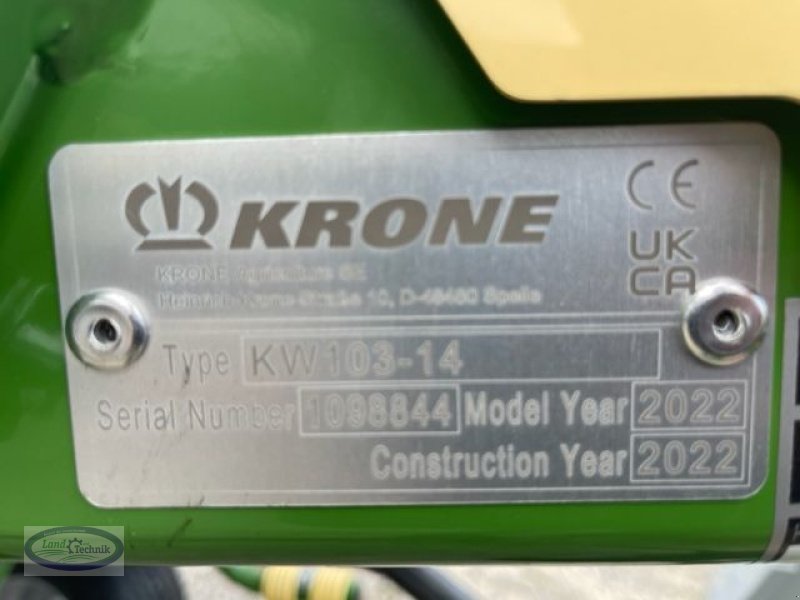 KRONE
CE
UK
CA
KRONE Agriculture SE
Heinrich-Krone-Straße 10, D-48480 Spelle
Type KW103-14
Serial Number 1098844 Model Year 2022
Construction Year 2022
Land Technik